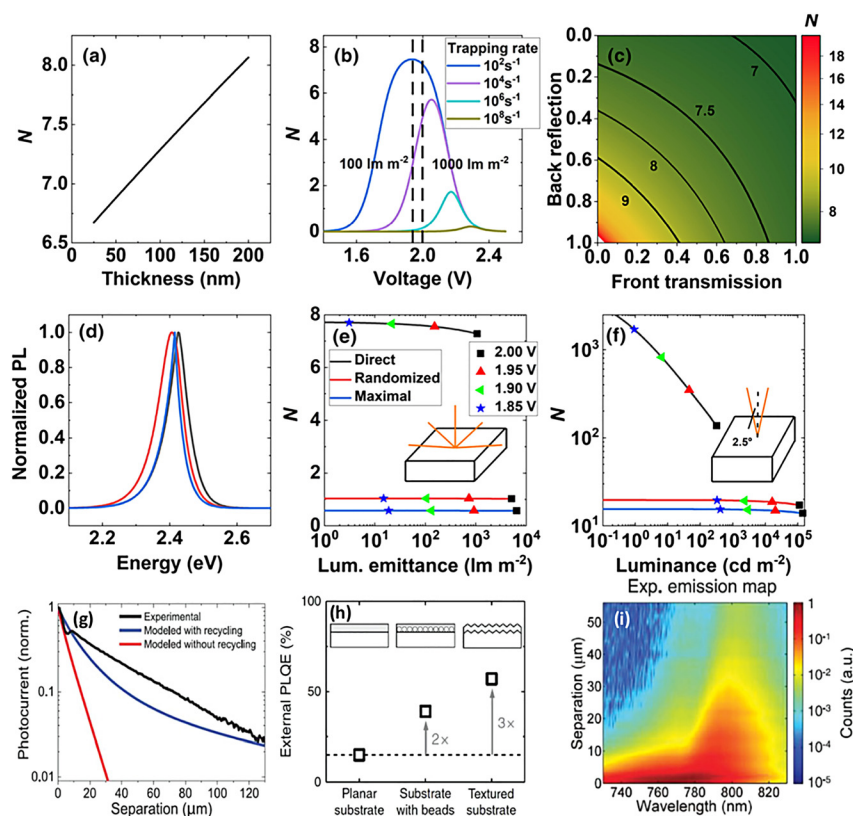 (a)
N
8.0
7.5
7.0
6.5
0 50 100 150 200
Thickness (nm)
(b)
N
8
6
4
2
0
Trapping rate
10²s⁻¹
10⁴s⁻¹
10⁶s⁻¹
10⁸s⁻¹
100 lm m⁻²
1000 lm m⁻²
1.6 2.0 2.4
Voltage (V)
(c)
Back reflection
0.0
0.2
0.4
0.6
0.8
1.0
7
7.5
8
9
0.0 0.2 0.4 0.6 0.8 1.0
Front transmission
N
18
16
14
12
10
8
(d)
Normalized PL
1.0
0.8
0.6
0.4
0.2
0.0
2.2 2.4 2.6
Energy (eV)
(e)
N
8
7
6
5
4
3
2
1
0
Direct
Randomized
Maximal
2.00 V
1.95 V
1.90 V
1.85 V
10⁰ 10¹ 10² 10³ 10⁴
Lum. emittance (lm m⁻²)
(f)
N
10³
10²
10¹
2.5°
10⁻¹ 10⁰ 10¹ 10² 10³ 10⁴ 10⁵
Luminance (cd m⁻²)
(g)
Photocurrent (norm.)
1
0.1
0.01
Experimental
Modeled with recycling
Modeled without recycling
0 20 40 60 80 100 120
Separation (µm)
(h)
External PLQE (%)
100
50
0
2×
3×
Planar
substrate
Substrate
with beads
Textured
substrate
Exp. emission map
(i)
Separation (µm)
50
40
30
20
10
0
740 760 780 800 820
Wavelength (nm)
1
10⁻¹
10⁻²
10⁻³
10⁻⁴
10⁻⁵
Counts (a.u.)